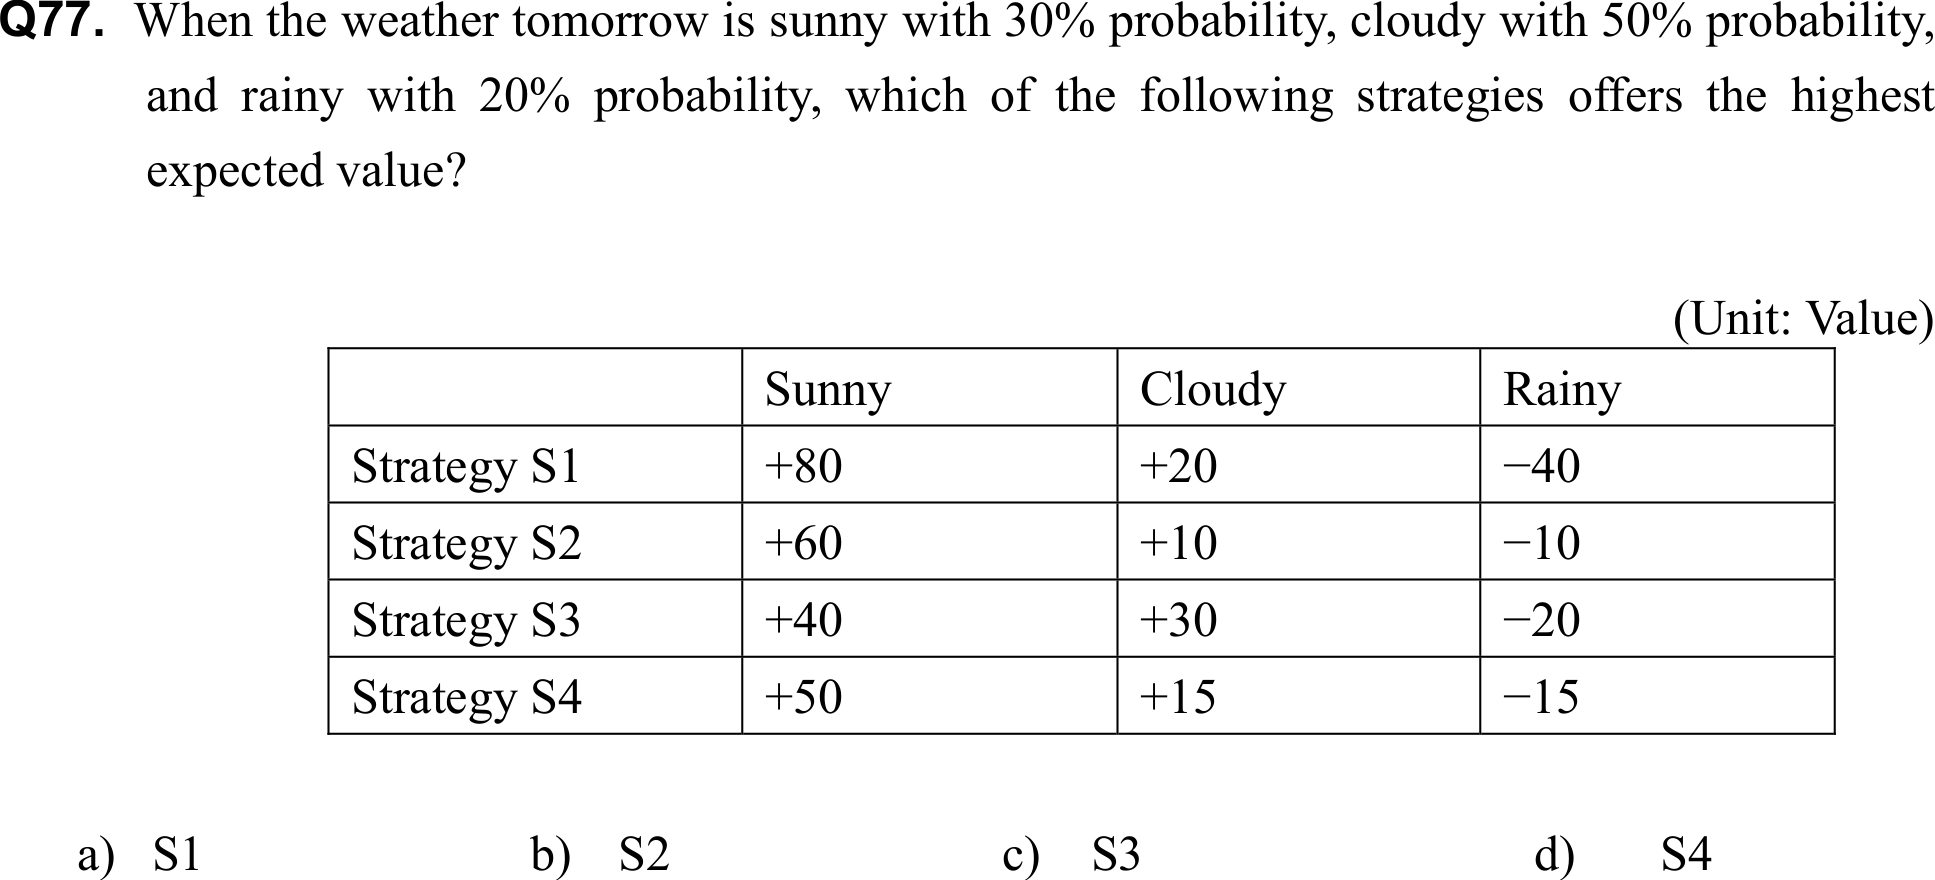 Q77. When the weather tomorrow is sunny with 30% probability, cloudy with 50% probability,
and rainy with 20% probability, which of the following strategies offers the highest
expected value?
(Unit: Value)
Sunny Cloudy Rainy
Strategy S1 +80 +20 −40
Strategy S2 +60 +10 −10
Strategy S3 +40 +30 −20
Strategy S4 +50 +15 −15
a) S1 b) S2 c) S3 d) S4